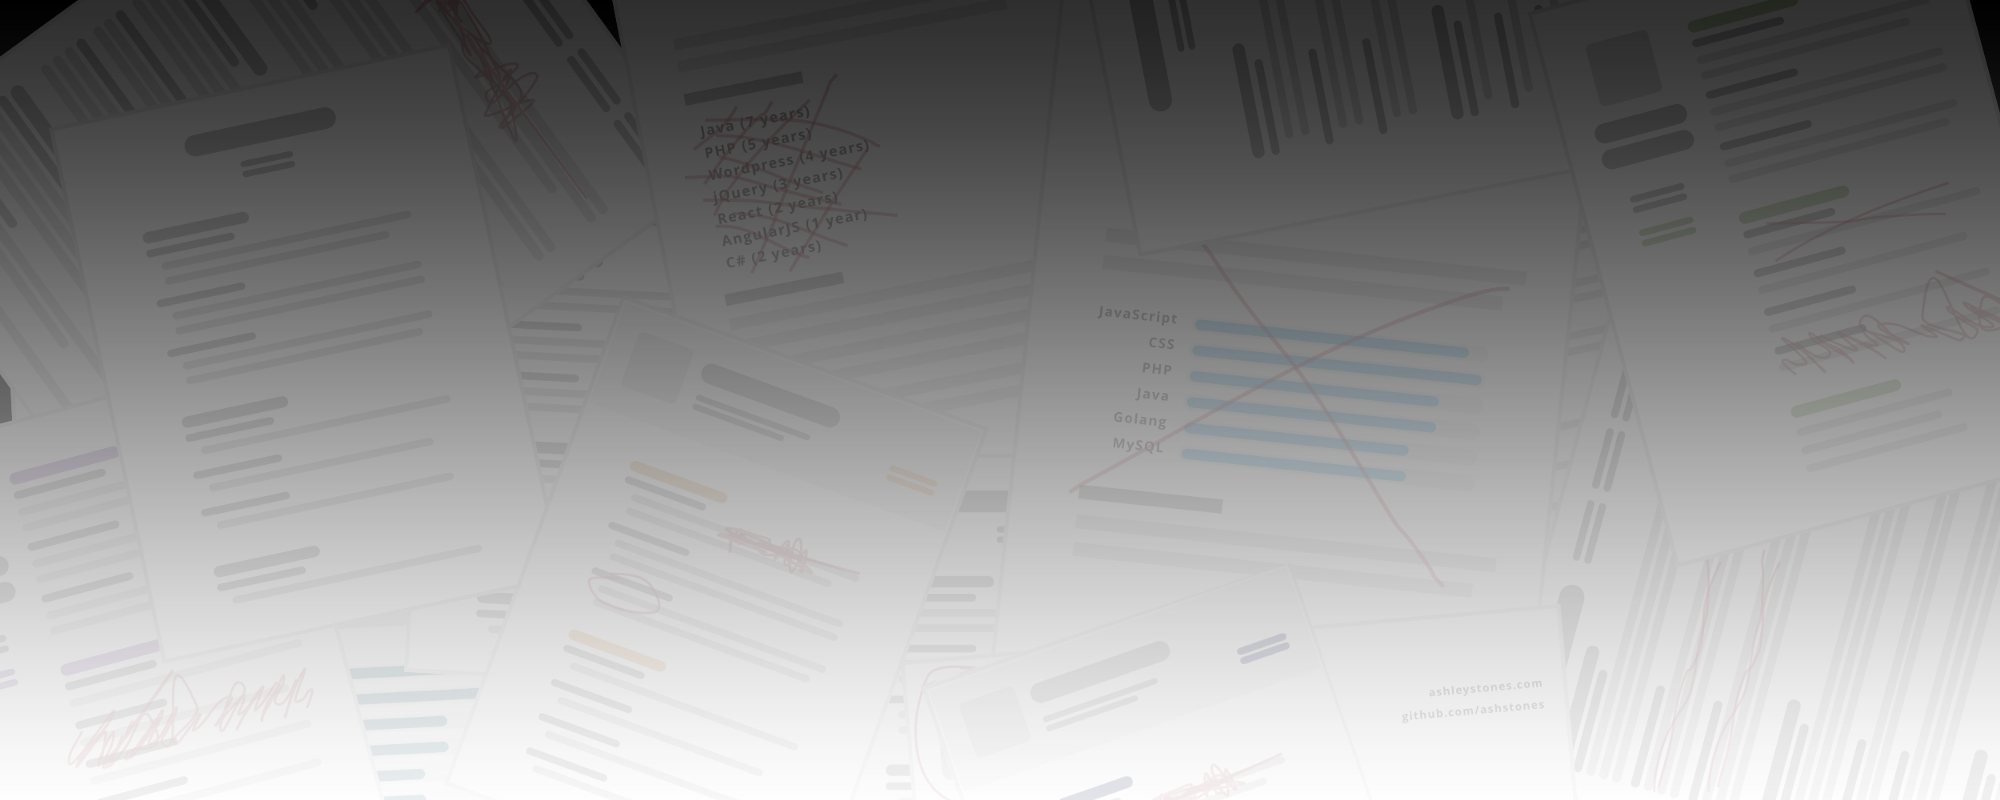 Java (7 years)
PHP (5 years)
Wordpress (4 years)
jQuery (3 years)
React (2 years)
AngularJS (1 year)
C# (2 years)
JavaScript
CSS
PHP
Java
Golang
MySQL
ashleystones.com
github.com/ashstones